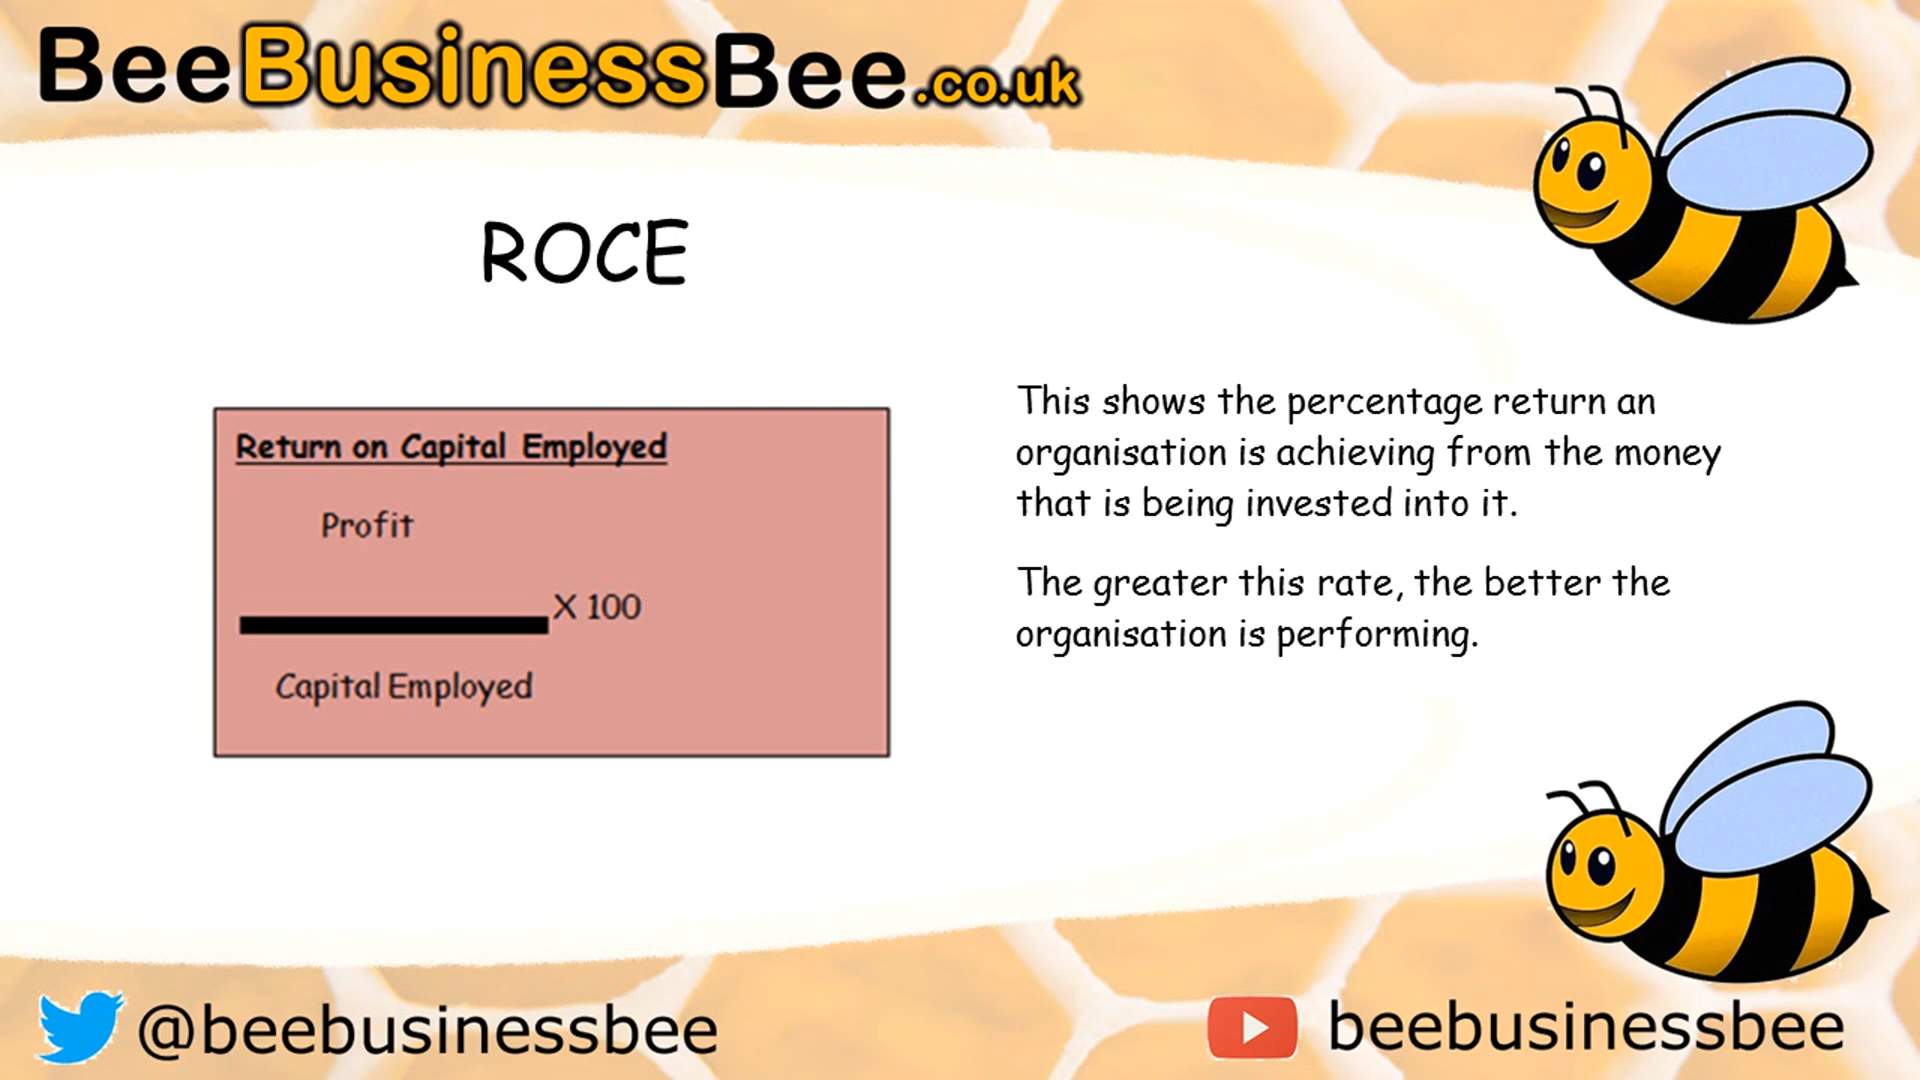 BeeBusinessBee.co.uk
ROCE
Return on Capital Employed
Profit
X 100
Capital Employed
This shows the percentage return an
organisation is achieving from the money
that is being invested into it.
The greater this rate, the better the
organisation is performing.
@beebusinessbee
beebusinessbee